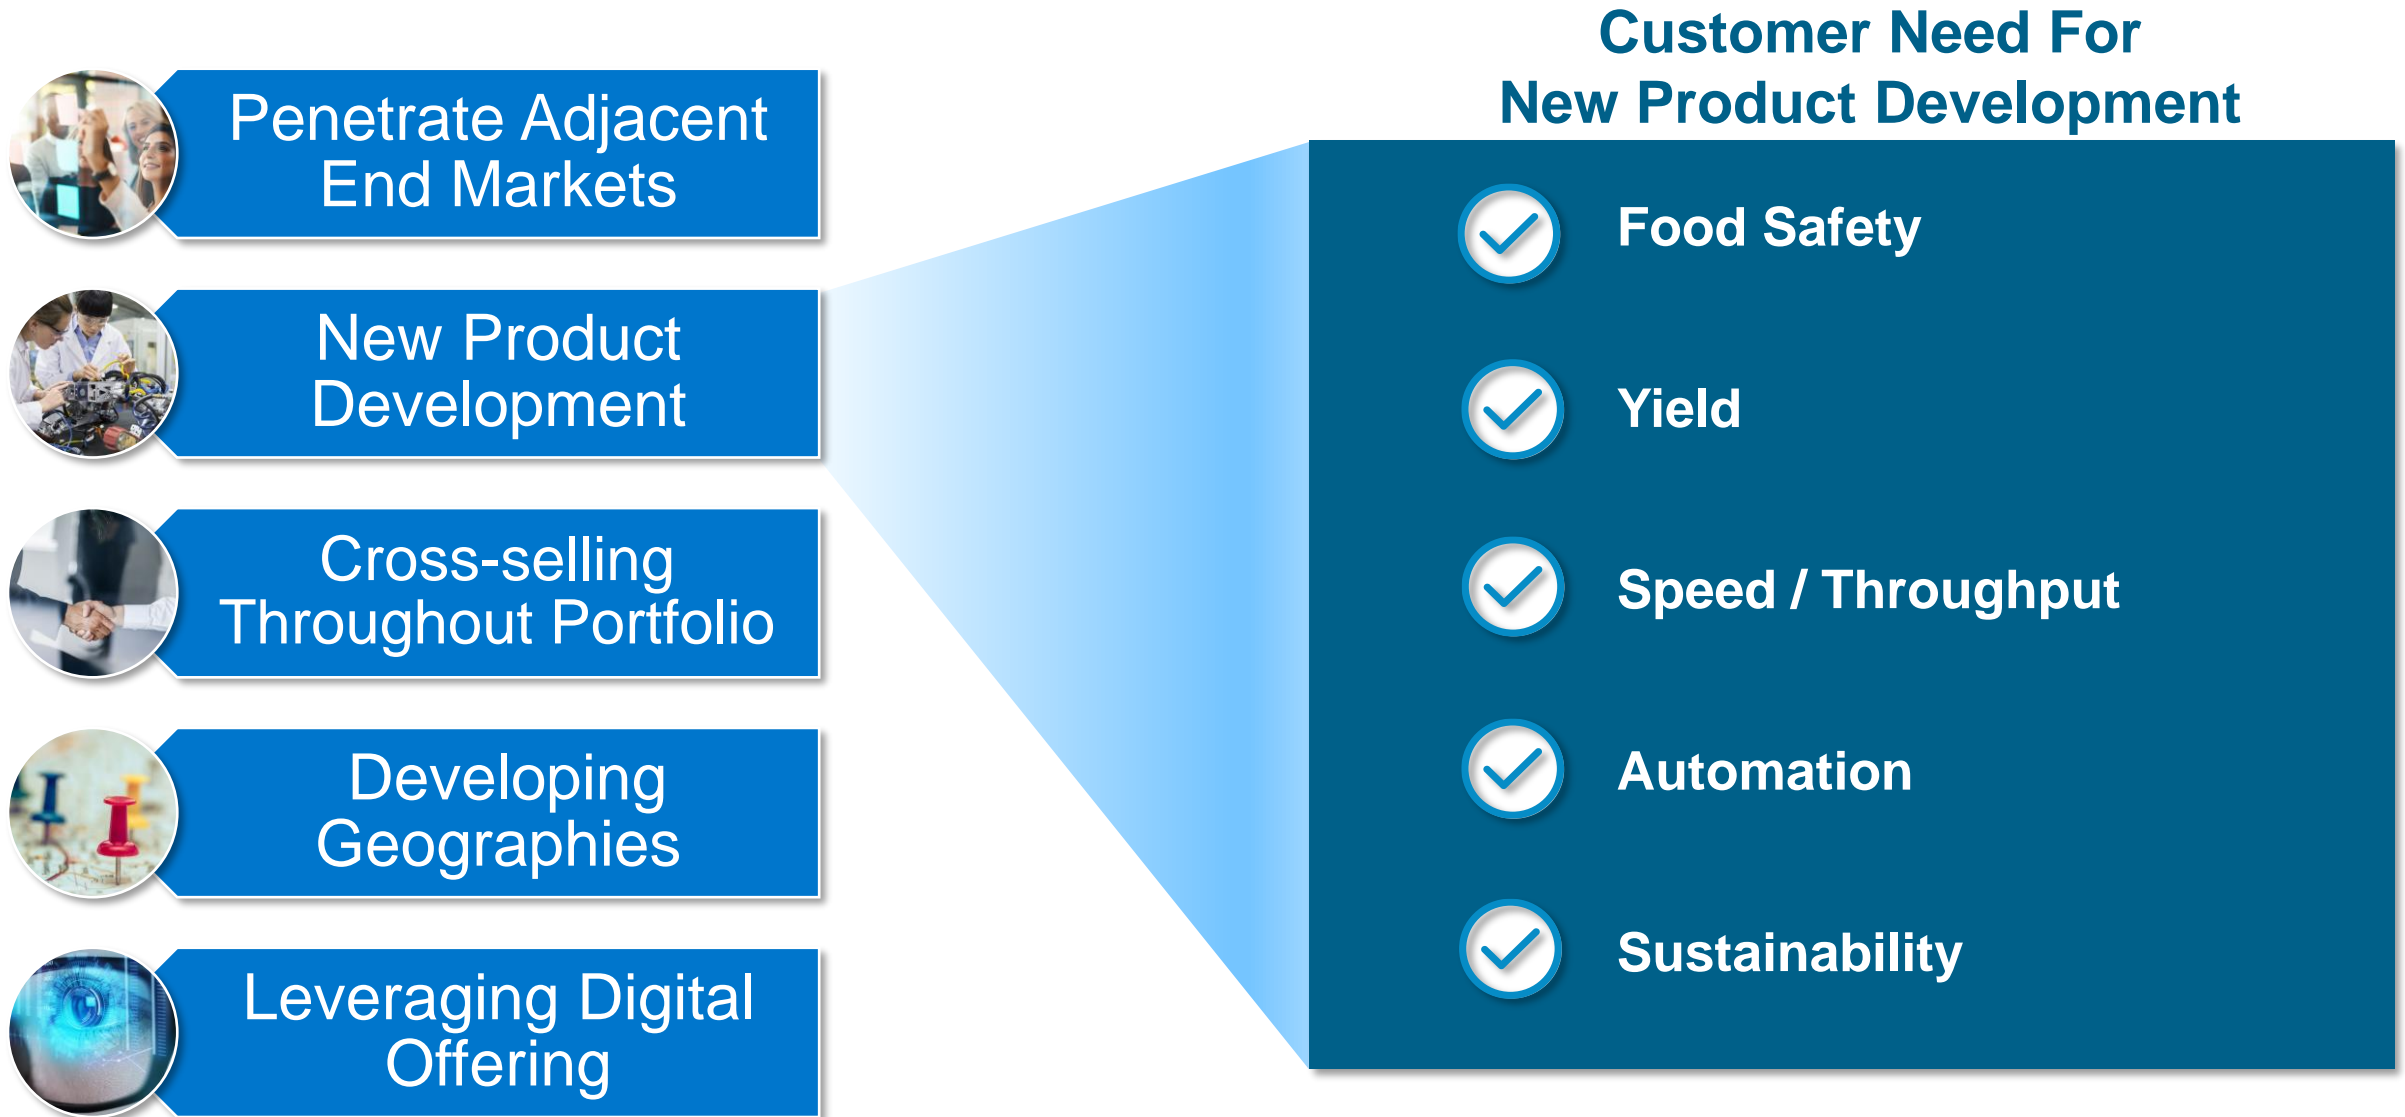 Penetrate Adjacent
End Markets
New Product
Development
Cross-selling
Throughout Portfolio
Developing
Geographies
Leveraging Digital
Offering
Customer Need For
New Product Development
Food Safety
Yield
Speed / Throughput
Automation
Sustainability